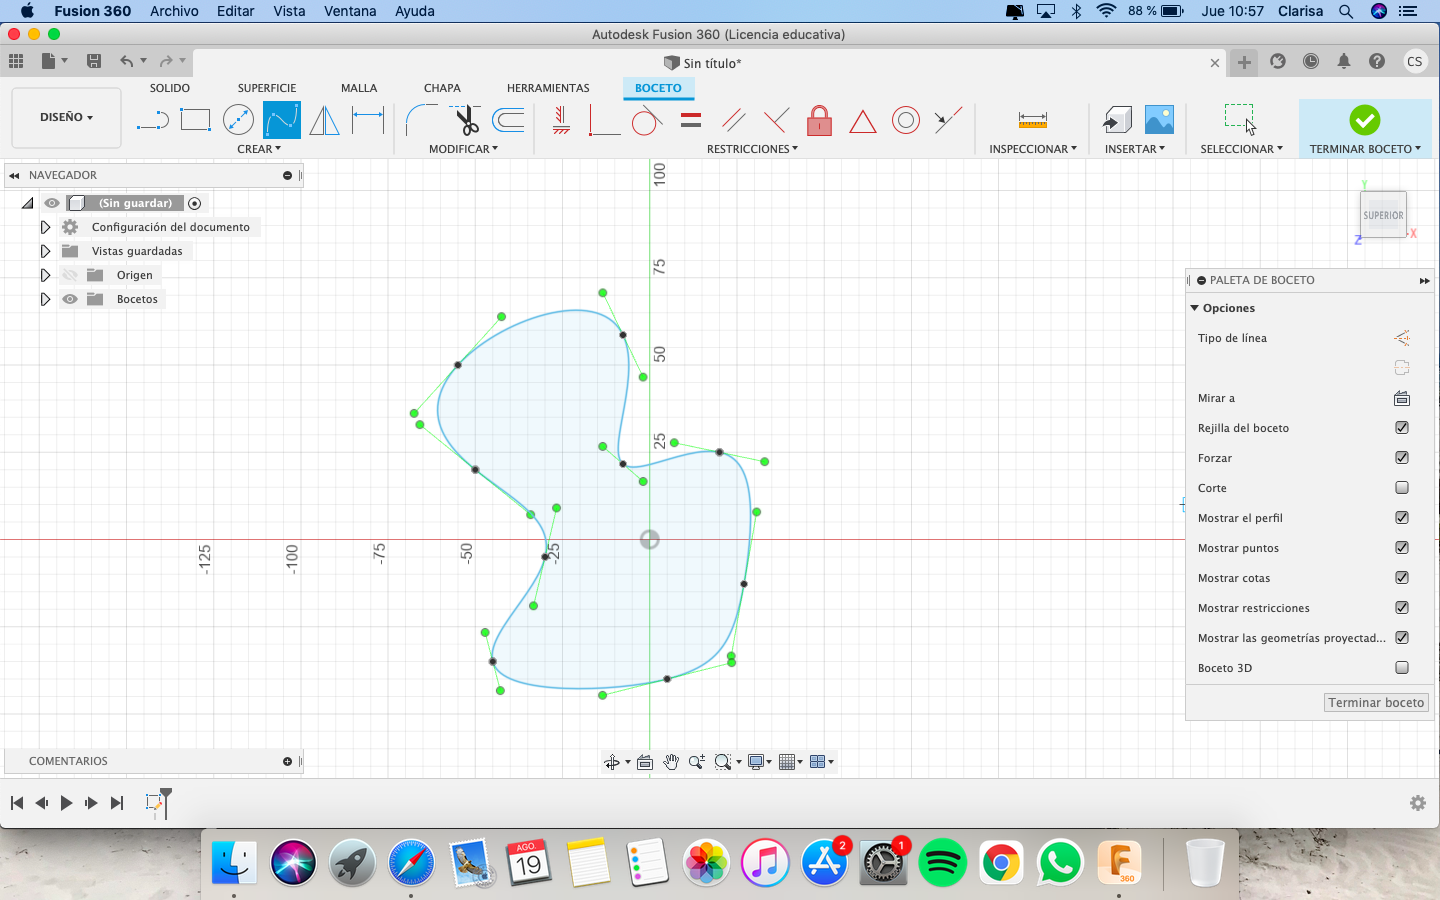 Fusion 360 Archivo Editar Vista Ventana Ayuda 88 % Jue 10:57 Clarisa
Autodesk Fusion 360 (Licencia educativa)
Sin título* CS
SOLIDO SUPERFICIE MALLA CHAPA HERRAMIENTAS BOCETO
DISEÑO
CREAR MODIFICAR RESTRICCIONES INSPECCIONAR INSERTAR SELECCIONAR TERMINAR BOCETO
NAVEGADOR
(Sin guardar)
Configuración del documento
Vistas guardadas
Origen
Bocetos
100
75
50
25
-125 -100 -75 -50 -25
Y
SUPERIOR
Z X
PALETA DE BOCETO
Opciones
Tipo de línea
Mirar a
Rejilla del boceto
Forzar
Corte
Mostrar el perfil
Mostrar puntos
Mostrar cotas
Mostrar restricciones
Mostrar las geometrías proyectad...
Boceto 3D
Terminar boceto
COMENTARIOS
AGO.
19
2
1
360